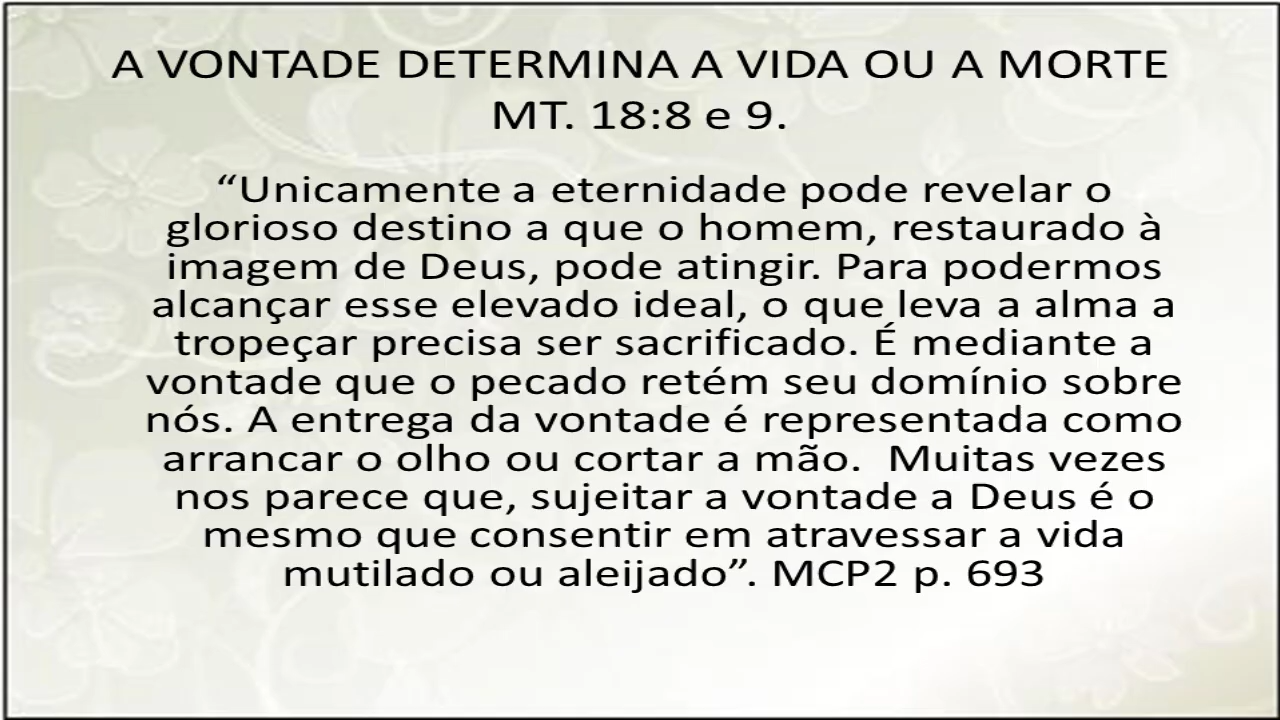 A VONTADE DETERMINA A VIDA OU A MORTE
MT. 18:8 e 9.
“Unicamente a eternidade pode revelar o
glorioso destino a que o homem, restaurado à
imagem de Deus, pode atingir. Para podermos
alcançar esse elevado ideal, o que leva a alma a
tropeçar precisa ser sacrificado. É mediante a
vontade que o pecado retém seu domínio sobre
nós. A entrega da vontade é representada como
arrancar o olho ou cortar a mão.  Muitas vezes
nos parece que, sujeitar a vontade a Deus é o
mesmo que consentir em atravessar a vida
mutilado ou aleijado”. MCP2 p. 693